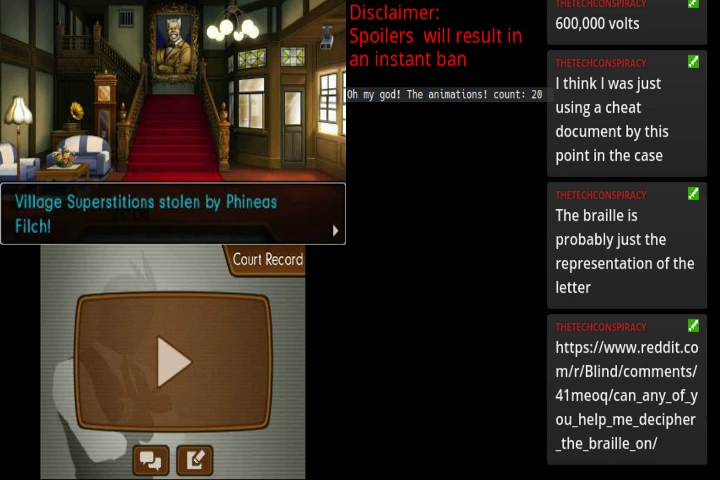 Disclaimer:
Spoilers will result in
an instant ban
Oh my god! The animations! count: 20
Village Superstitions stolen by Phineas
Filch!
Court Record
THETECHCONSPIRACY
600,000 volts
THETECHCONSPIRACY
I think I was just
using a cheat
document by this
point in the case
THETECHCONSPIRACY
The braille is
probably just the
representation of the
letter
THETECHCONSPIRACY
https://www.reddit.co
m/r/Blind/comments/
41meoq/can_any_of_y
ou_help_me_decipher
_the_braille_on/